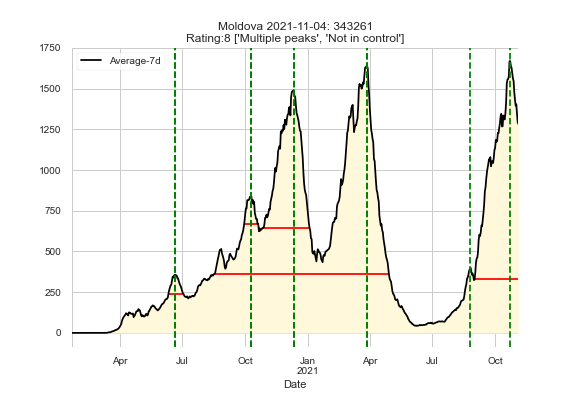 Moldova 2021-11-04: 343261
Rating:8 ['Multiple peaks', 'Not in control']
Average-7d
1750
1500
1250
1000
750
500
250
0
Apr Jul Oct Jan Apr Jul Oct
2021
Date